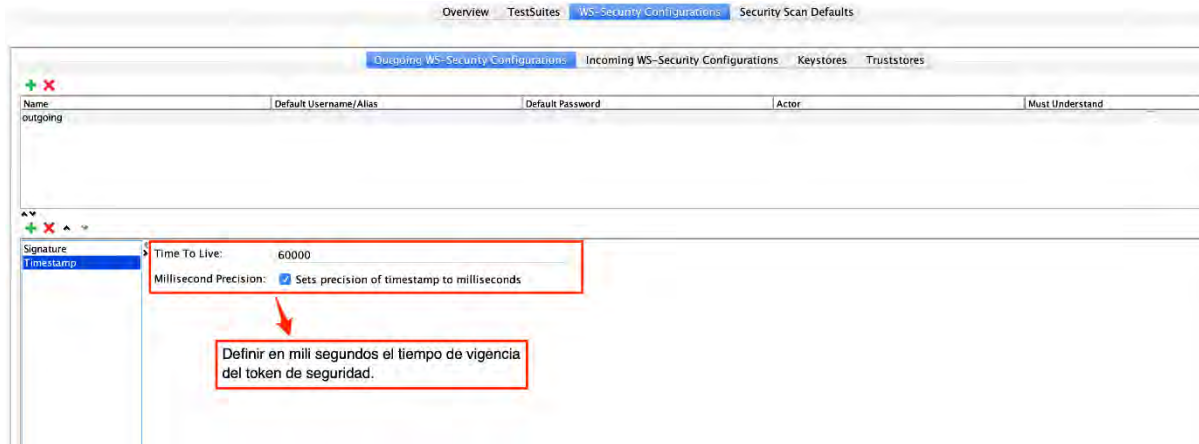 Overview TestSuites WS-Security Configurations Security Scan Defaults
Outgoing WS-Security Configurations Incoming WS-Security Configurations Keystores Truststores
Name Default Username/Alias Default Password Actor Must Understand
outgoing
Signature
Timestamp
Time To Live: 60000
Millisecond Precision: Sets precision of timestamp to milliseconds
Definir en mili segundos el tiempo de vigencia
del token de seguridad.